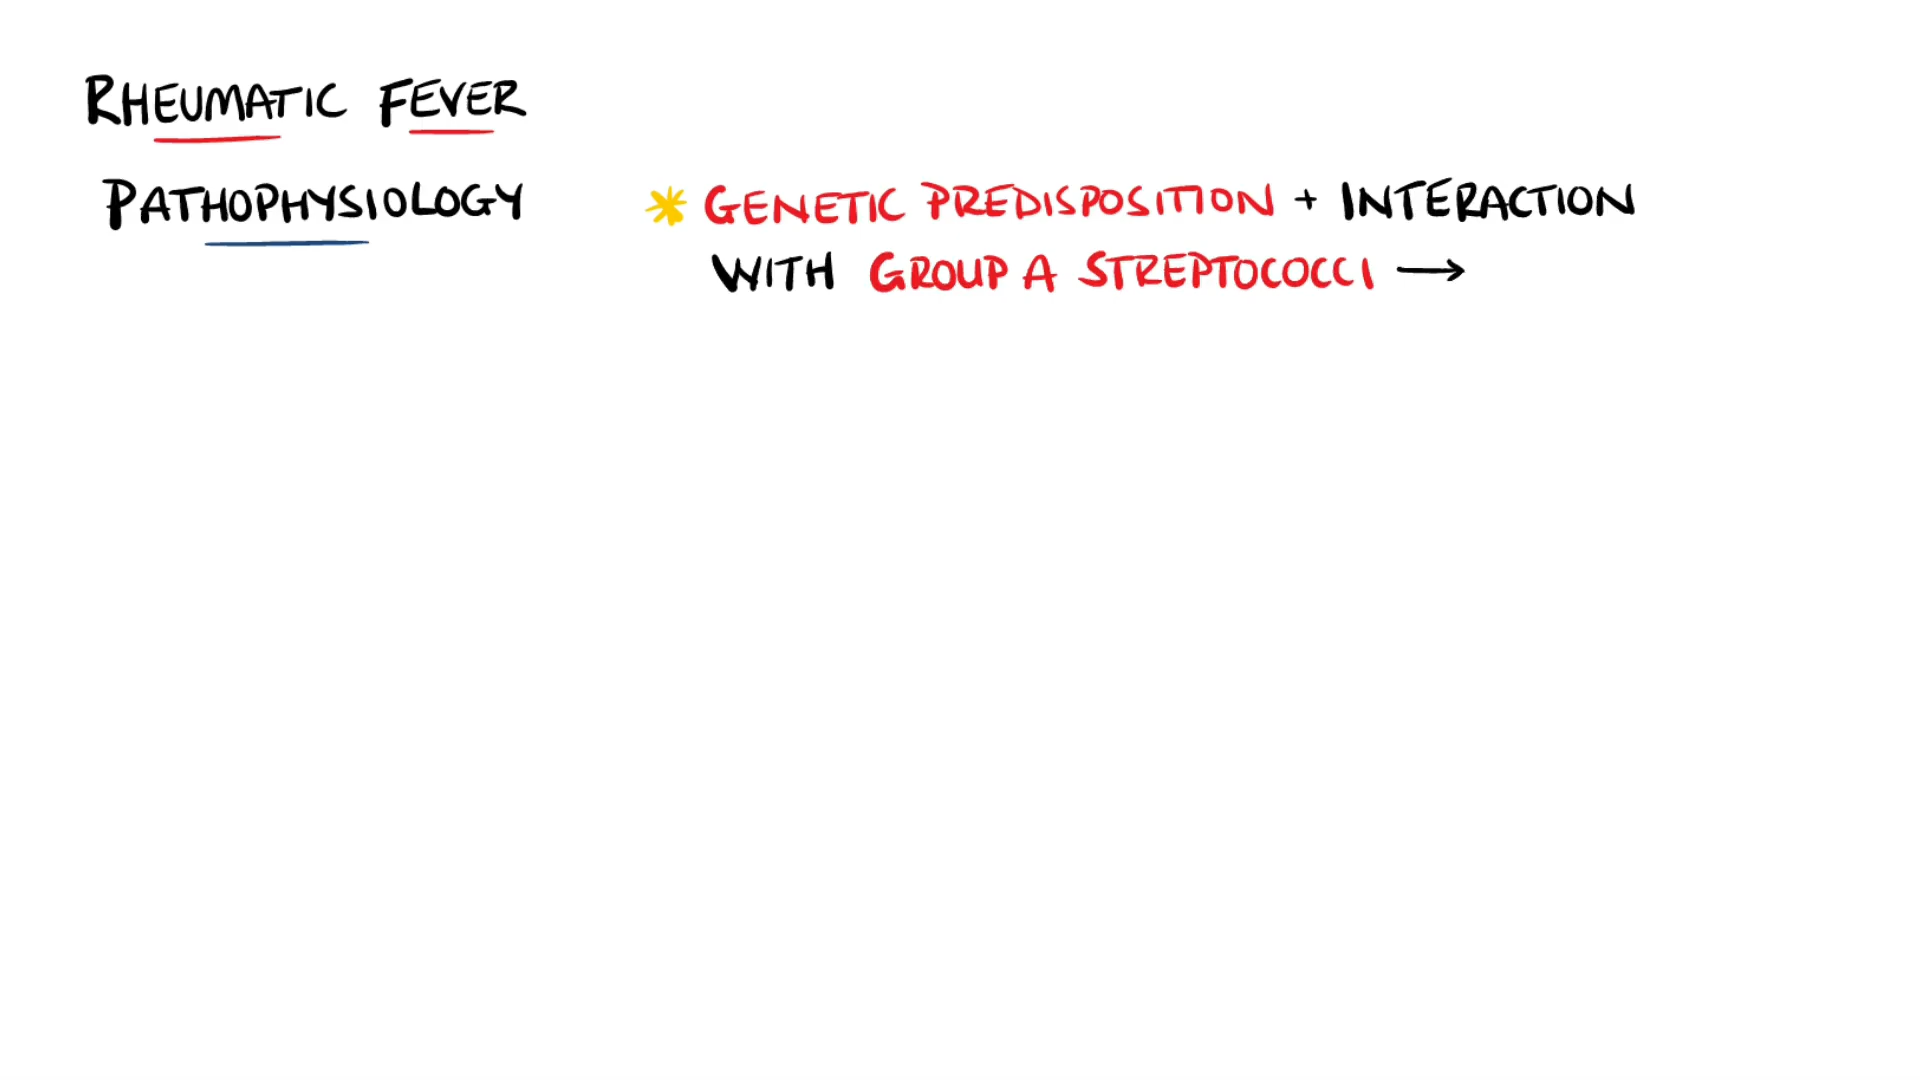 RHEUMATIC FEVER
PATHOPHYSIOLOGY
* GENETIC PREDISPOSITION + INTERACTION
WITH GROUP A STREPTOCOCCI →